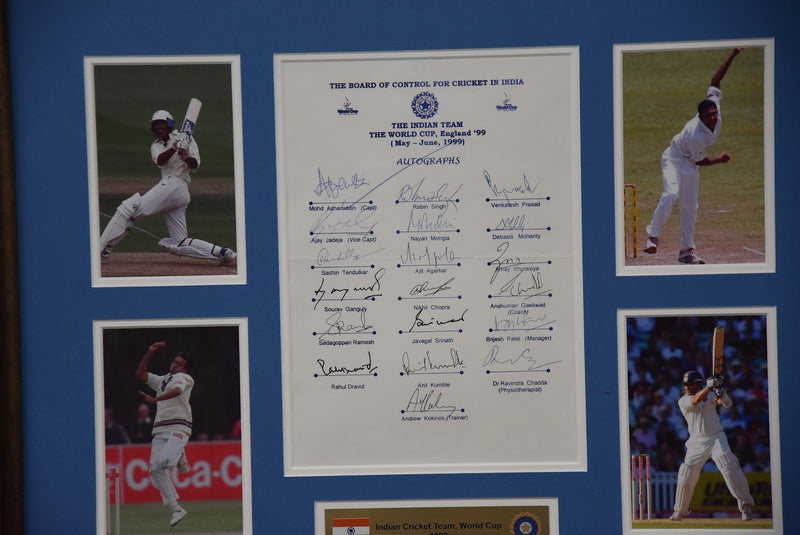 THE BOARD OF CONTROL FOR CRICKET IN INDIA
THE INDIAN TEAM
THE WORLD CUP, England '99
( May – June, 1999)
AUTOGRAPHS
Mohd Azharuddin (Capt)
Robin Singh
Venkatesh Prasad
Ajay Jadeja (Vice Capt)
Nayan Mongia
Debasis Mohanty
Sachin Tendulkar
Ajit Agarkar
Amay Khurasiya
Sourav Ganguly
Nikhil Chopra
Anshuman Gaekwad
(Coach)
Sadagoppan Ramesh
Javagal Srinath
Brijesh Patel (Manager)
Rahul Dravid
Anil Kumble
Dr Ravindra Chadda
(Physiotherapist)
Andrew Kokinos (Trainer)
Coca-C
Indian Cricket Team, World Cup